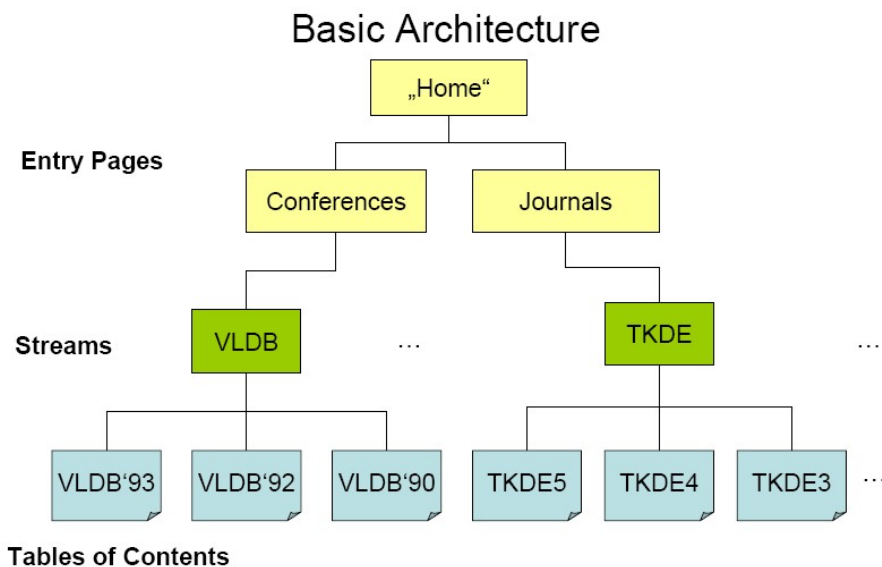 Basic Architecture
„Home“
Entry Pages
Conferences Journals
Streams VLDB ... TKDE ...
VLDB‘93 VLDB‘92 VLDB‘90 TKDE5 TKDE4 TKDE3 ...
Tables of Contents